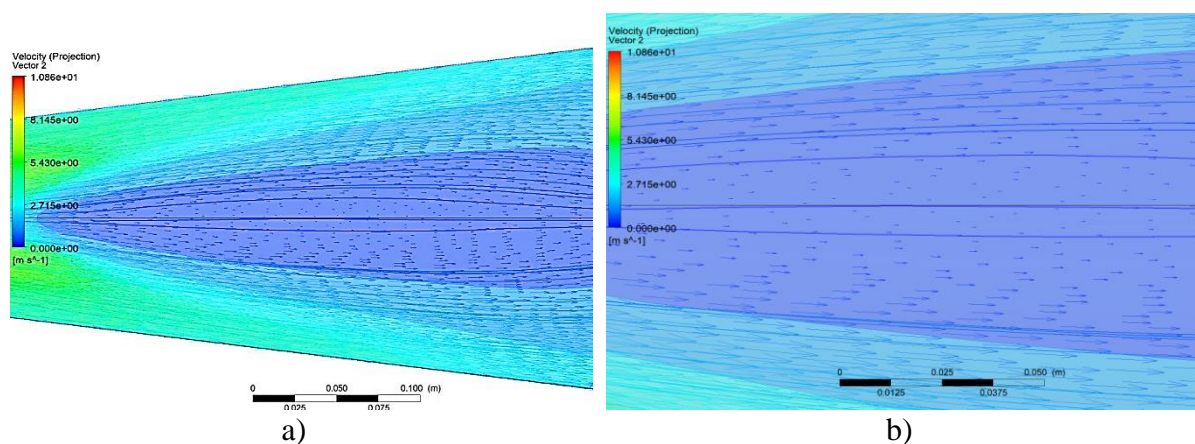 Velocity (Projection)
Vector 2
1.086e+01
8.145e+00
5.430e+00
2.715e+00
0.000e+00
[m s^-1]
0 0.050 0.100 (m)
0.025 0.075
a)
Velocity (Projection)
Vector 2
1.086e+01
8.145e+00
5.430e+00
2.715e+00
0.000e+00
[m s^-1]
0 0.025 0.050 (m)
0.0125 0.0375
b)